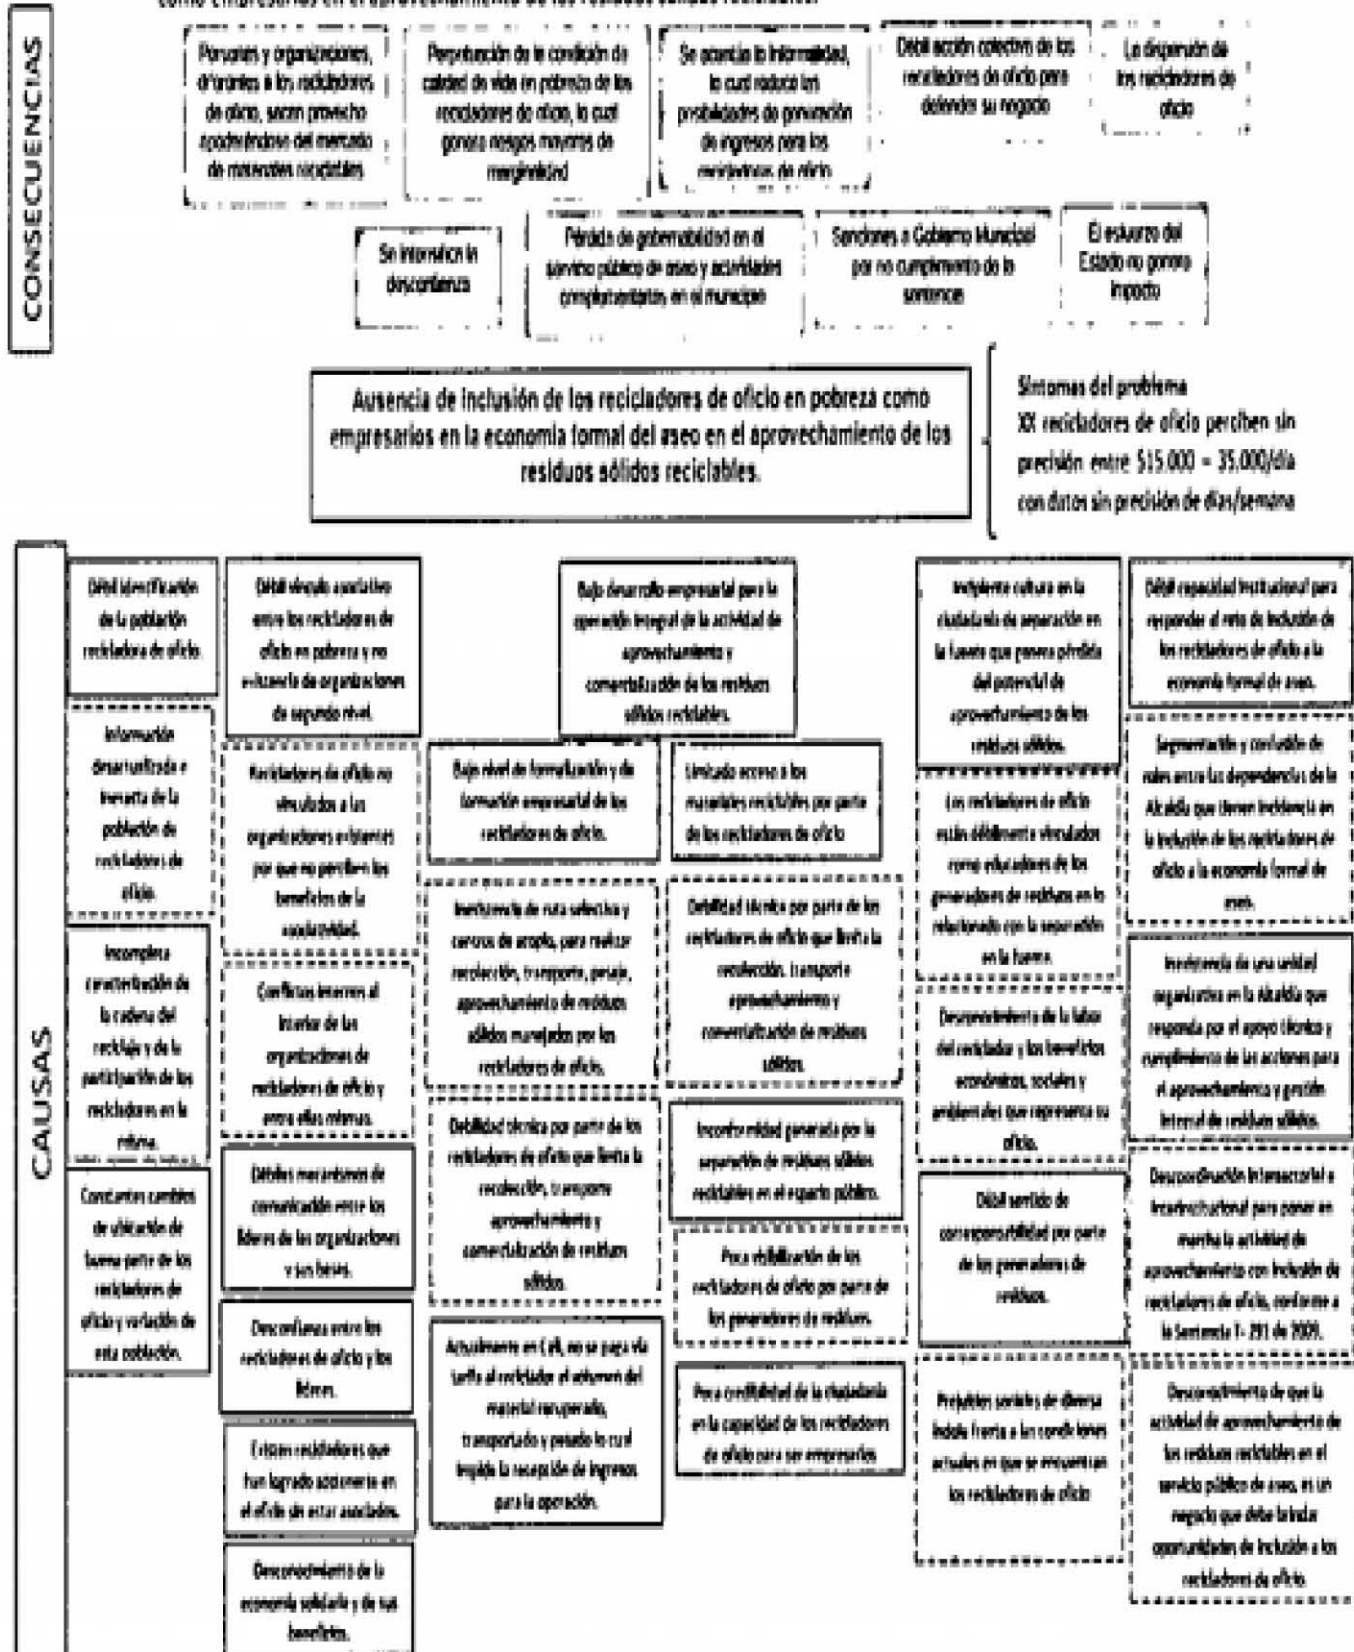 como empresarios en el aprovechamiento de los residuos sólidos reciclables.
CONSECUENCIAS
Personas y organizaciones,
diferentes a los recicladores
de oficio, sacan provecho
apoderándose del mercado
de materiales reciclables
Perpetuación de la condición de
calidad de vida en pobreza de los
recicladores de oficio, lo cual
genera riesgos mayores de
marginalidad
Se acentúa la informalidad,
lo cual reduce las
posibilidades de generación
de ingresos para los
recicladores de oficio
Débil acción colectiva de los
recicladores de oficio para
defender su negocio
La dispersión de
los recicladores de
oficio
Se intensifica la
desconfianza
Pérdida de gobernabilidad en el
servicio público de aseo y actividades
complementarias en el municipio
Sanciones a Gobierno Municipal
por no cumplimiento de la
sentencia
El esfuerzo del
Estado no genera
impacto
Ausencia de inclusión de los recicladores de oficio en pobreza como
empresarios en la economía formal del aseo en el aprovechamiento de los
residuos sólidos reciclables.
Síntomas del problema
XX recicladores de oficio perciben sin
precisión entre $15.000 – 35.000/día
con datos sin precisión de días/semana
CAUSAS
Débil identificación
de la población
recicladora de oficio.
Información
desactualizada e
inexacta de la
población de
recicladores de
oficio.
Incompleta
caracterización de
la cadena del
reciclaje y de la
participación de los
recicladores en la
misma.
Constantes cambios
de ubicación de
buena parte de los
recicladores de
oficio y variación de
esta población.
Débil vínculo asociativo
entre los recicladores de
oficio en pobreza y no
existencia de organizaciones
de segundo nivel.
Recicladores de oficio no
vinculados a las
organizaciones existentes
por que no perciben los
beneficios de la
asociatividad.
Conflictos internos al
interior de las
organizaciones de
recicladores de oficio y
entre ellas mismas.
Débiles mecanismos de
comunicación entre los
líderes de las organizaciones
y sus bases.
Desconfianza entre los
recicladores de oficio y los
líderes.
Existen recicladores que
han logrado
el oficio sin estar asociados.
Desconocimiento de la
economía solidaria y de sus
beneficios.
Bajo desarrollo empresarial para la
operación integral de la actividad de
aprovechamiento y
comercialización de los residuos
sólidos reciclables.
Bajo nivel de formalización y de
formación empresarial de los
recicladores de oficio.
Inexistencia de ruta selectiva y
centros de acopio, para realizar
recolección, transporte, pesaje,
aprovechamiento de residuos
sólidos manejados por los
recicladores de oficio.
Debilidad técnica por parte de los
recicladores de oficio que limita la
recolección, transporte
aprovechamiento y
comercialización de residuos
sólidos.
Actualmente en Cali, no se paga vía
tarifa al reciclador el volumen del
material recuperado,
transportado y pesado lo cual
impide la recepción de ingresos
para la operación.
Limitado acceso a los
materiales reciclables por parte
de los recicladores de oficio
Debilidad técnica por parte de los
recicladores de oficio que limita la
recolección, transporte
aprovechamiento y
comercialización de residuos
sólidos.
Inconformidad generada por la
separación de residuos sólidos
reciclables en el espacio público.
Poca visibilización de los
recicladores de oficio por parte de
los generadores de residuos.
Poca credibilidad de la ciudadanía
en la capacidad de los recicladores
de oficio para ser empresarios
Incipiente cultura en la
ciudadanía de separación en
la fuente que genera pérdida
del potencial de
aprovechamiento de los
residuos sólidos.
Los recicladores de oficio
están débilmente vinculados
como educadores de los
generadores de residuos en lo
relacionado con la separación
en la fuente.
Desconocimiento de la labor
del reciclador y los beneficios
económicos, sociales y
ambientales que representa su
oficio.
Débil sentido de
corresponsabilidad por parte
de los generadores de
residuos.
Prejuicios sociales de diversa
índole frente a las condiciones
actuales en que se encuentran
los recicladores de oficio
Débil capacidad institucional para
responder al reto de inclusión de
los recicladores de oficio a la
economía formal de aseo.
Segmentación y confusión de
roles entre las dependencias de la
Alcaldía que tienen incidencia en
la inclusión de los recicladores de
oficio a la economía formal de
aseo.
Inexistencia de una unidad
organizativa en la Alcaldía que
responda por el apoyo técnico y
cumplimiento de las acciones para
el aprovechamiento y gestión
integral de residuos sólidos.
Descoordinación intersectorial e
interinstitucional para poner en
marcha la actividad de
aprovechamiento con inclusión de
recicladores de oficio, conforme a
la Sentencia T- 291 de 2009.
Desconocimiento de que la
actividad de aprovechamiento de
los residuos reciclables en el
servicio público de aseo, es un
negocio que debe brindar
oportunidades de inclusión a los
recicladores de oficio.